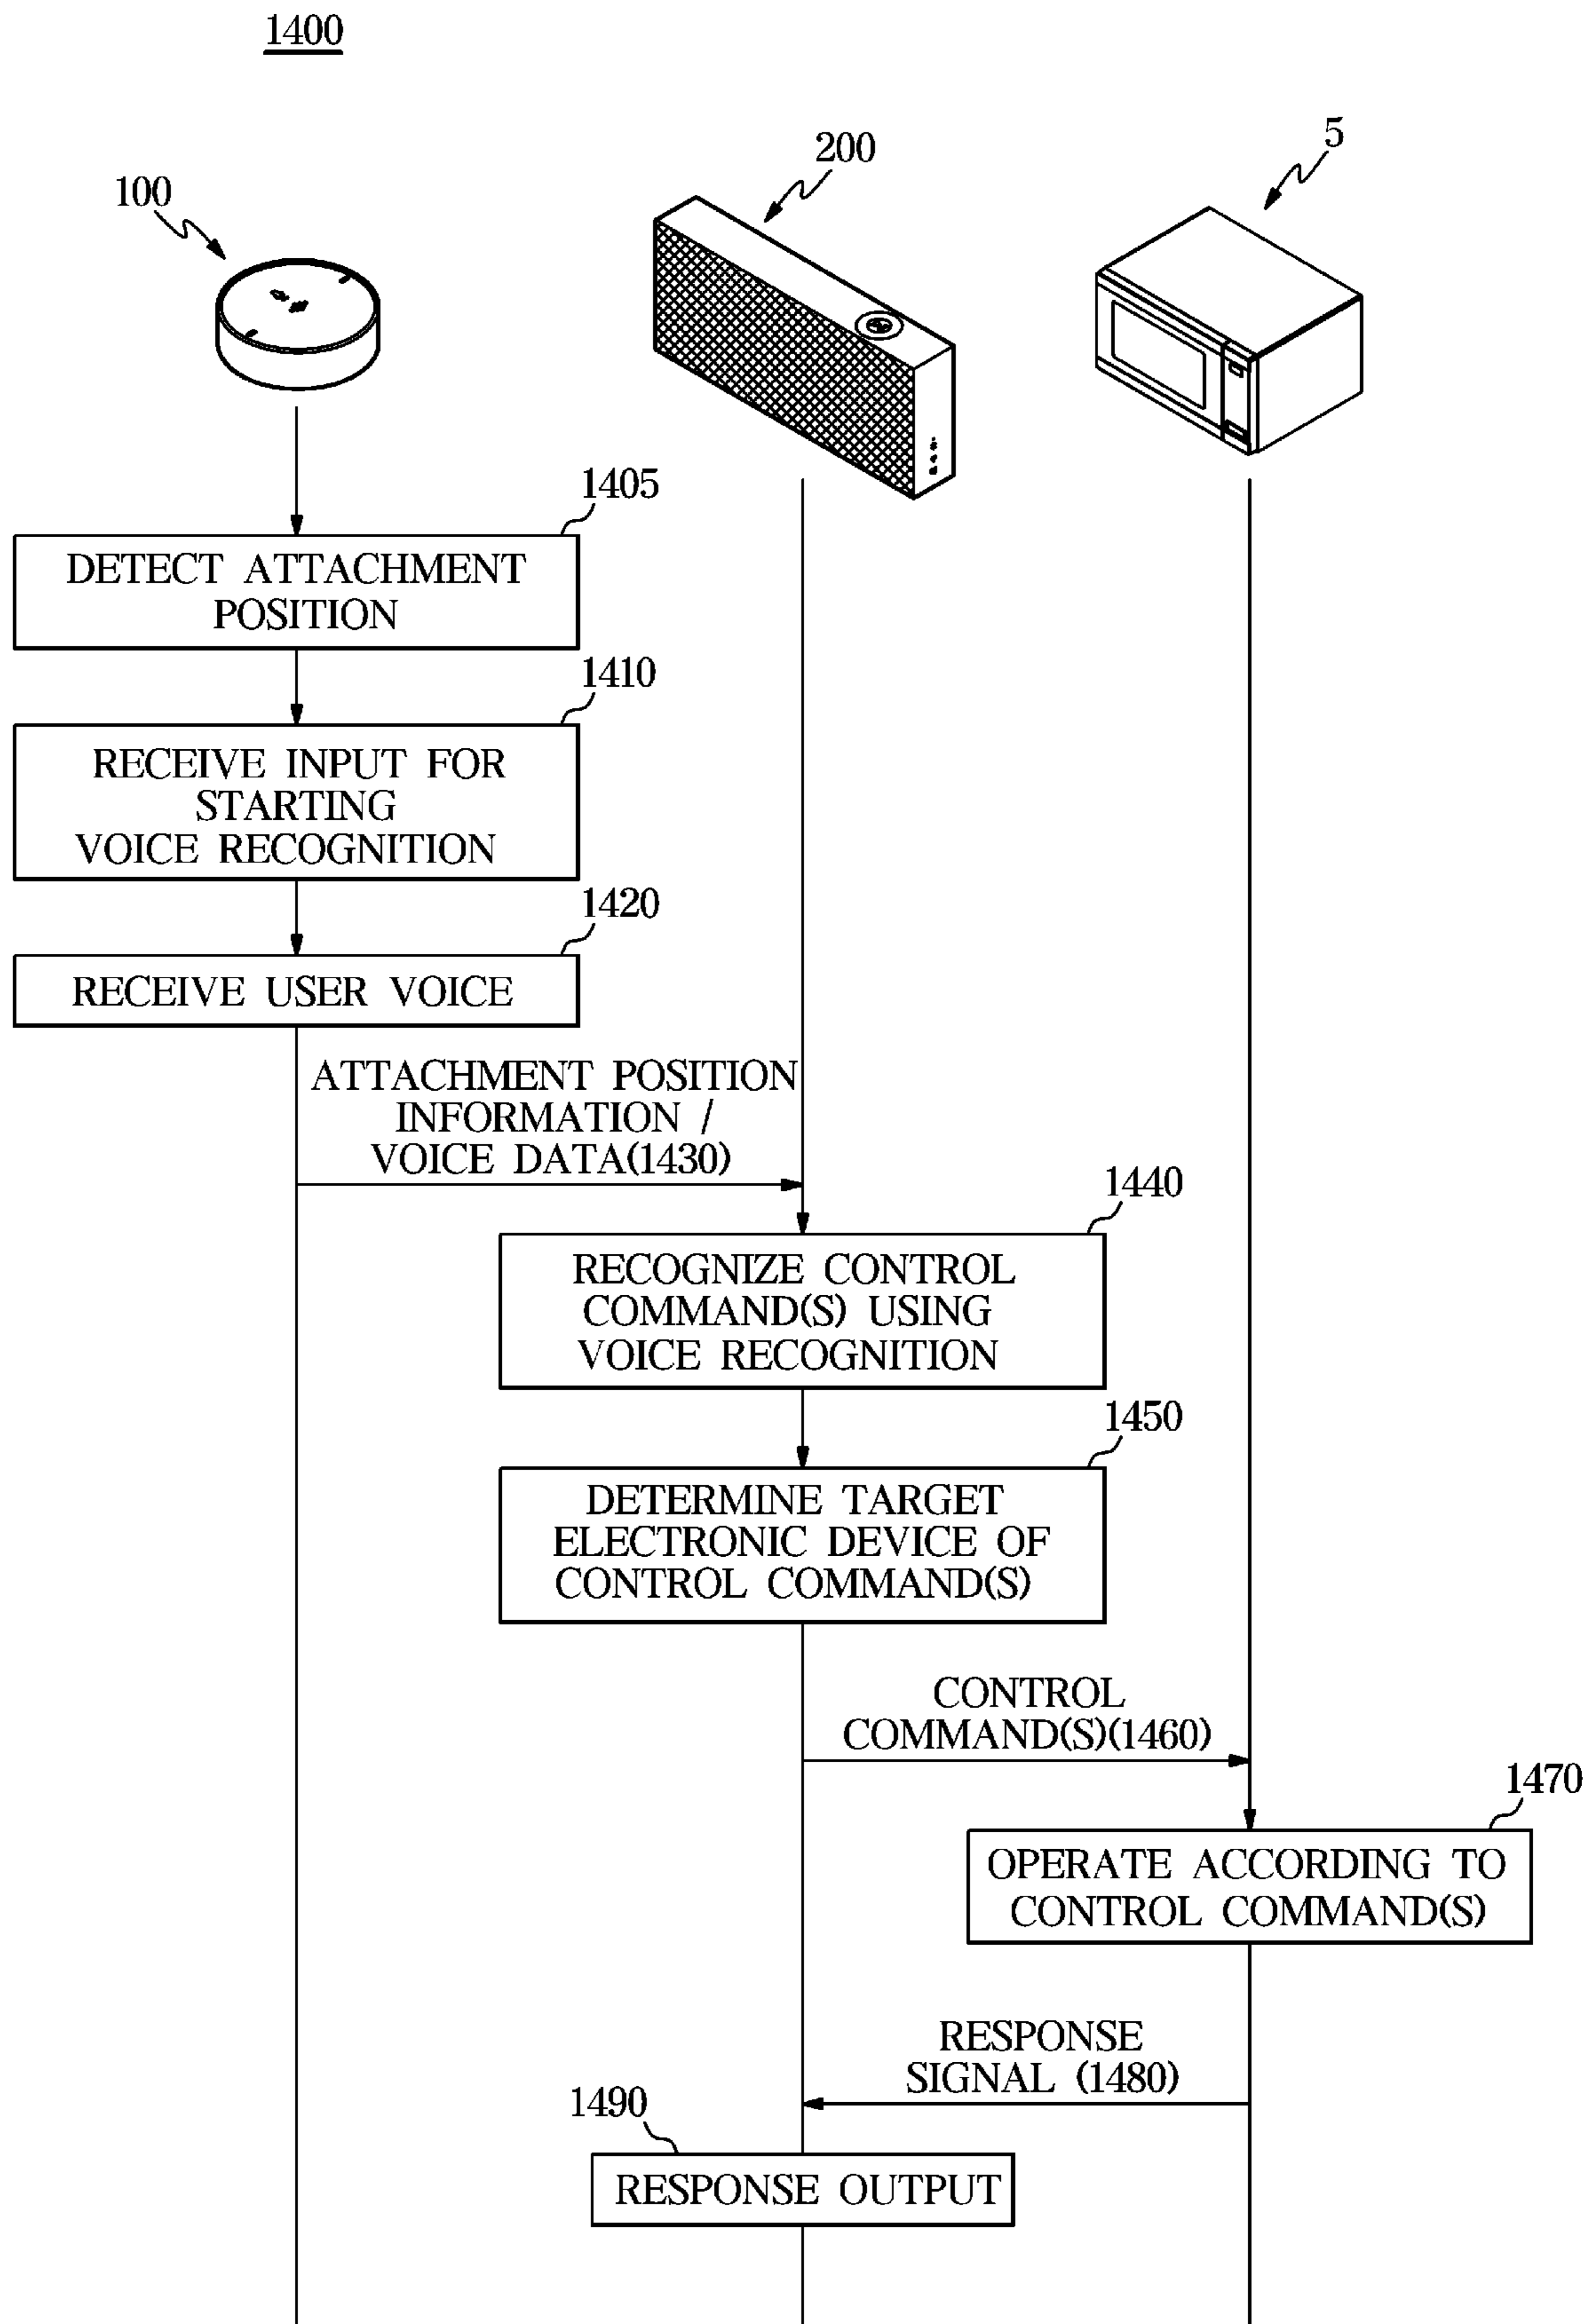 1400
100
200
5
1405
DETECT ATTACHMENT
POSITION
1410
RECEIVE INPUT FOR
STARTING
VOICE RECOGNITION
1420
RECEIVE USER VOICE
ATTACHMENT POSITION
INFORMATION /
VOICE DATA(1430)
1440
RECOGNIZE CONTROL
COMMAND(S) USING
VOICE RECOGNITION
1450
DETERMINE TARGET
ELECTRONIC DEVICE OF
CONTROL COMMAND(S)
CONTROL
COMMAND(S)(1460)
1470
OPERATE ACCORDING TO
CONTROL COMMAND(S)
RESPONSE
SIGNAL (1480)
1490
RESPONSE OUTPUT